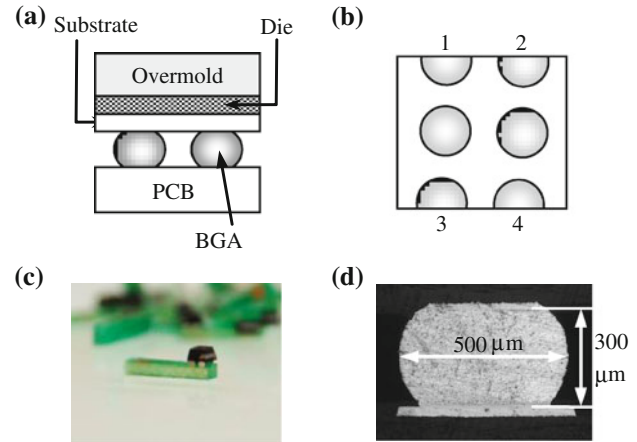 (a)
Substrate
Die
Overmold
PCB
BGA
(b)
1 2
3 4
(c)
(d)
500 μm
300
μm